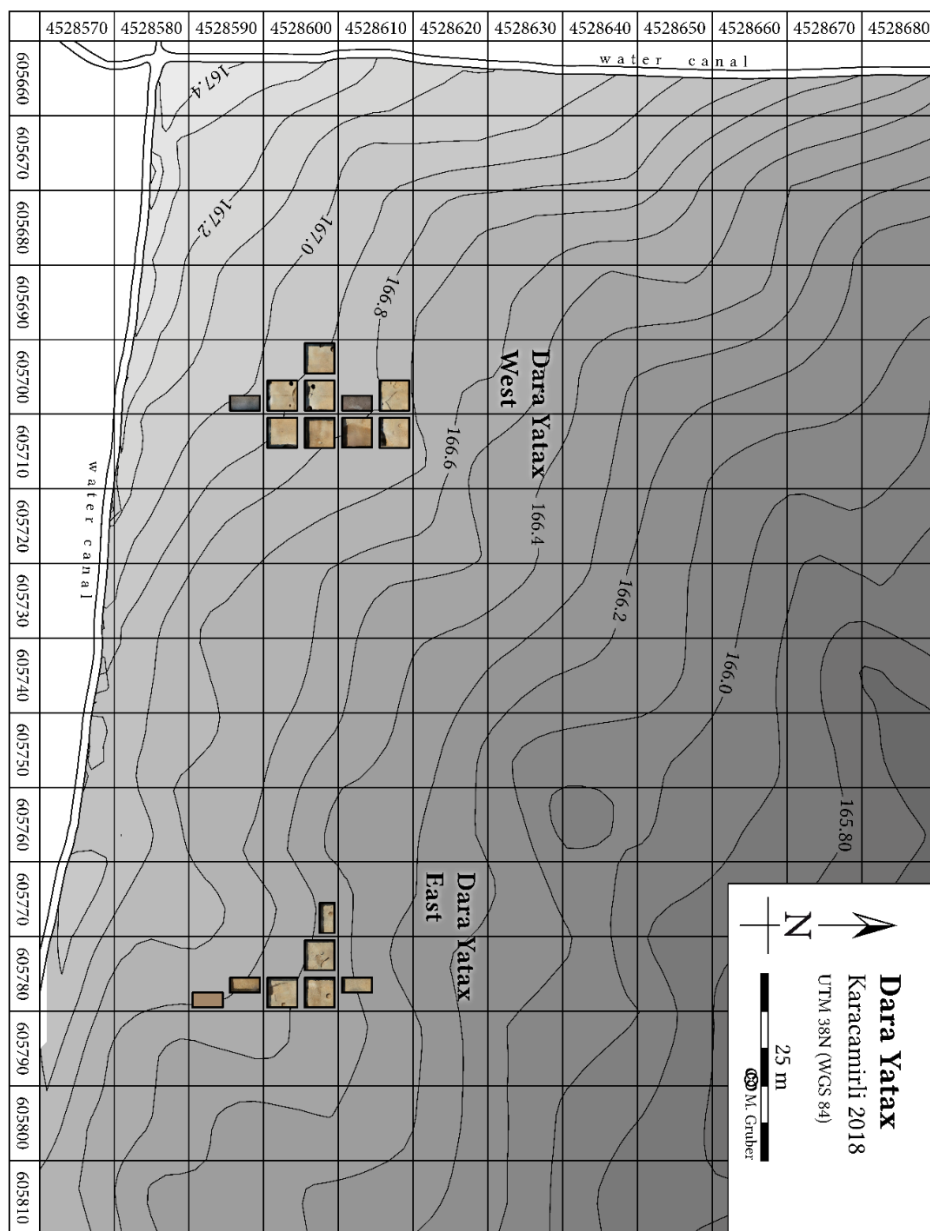 4528570 4528580 4528590 4528600 4528610 4528620 4528630 4528640 4528650 4528660 4528670 4528680
605660
605670
605680
605690
605700
605710
605720
605730
605740
605750
605760
605770
605780
605790
605800
605810
water canal
water canal
167.4
167.2
167.0
166.8
166.6
166.4
166.2
166.0
165.80
Dara Yatax
West
Dara Yatax
East
Dara Yatax
Karacamirli 2018
UTM 38N (WGS 84)
N
25 m
M. Gruber